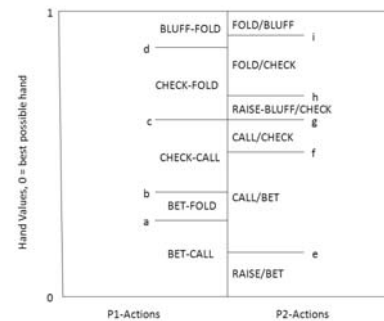 1
BLUFF-FOLD
FOLD/BLUFF
i
d
CHECK-FOLD
FOLD/CHECK
h
RAISE-BLUFF/CHECK
c
g
CALL/CHECK
CHECK-CALL
f
b
BET-FOLD
CALL/BET
a
BET-CALL
e
RAISE/BET
0
Hand Values, 0 = best possible hand
P1-Actions
P2-Actions